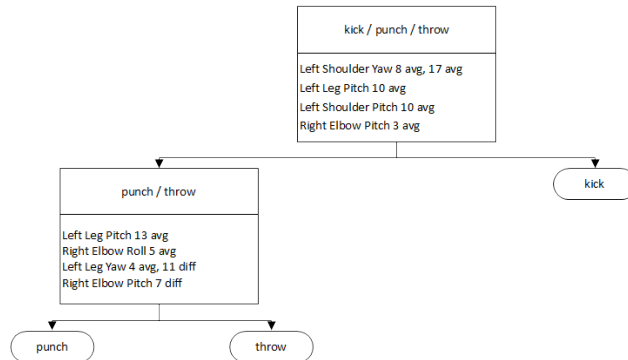 kick / punch / throw
Left Shoulder Yaw 8 avg, 17 avg
Left Leg Pitch 10 avg
Left Shoulder Pitch 10 avg
Right Elbow Pitch 3 avg
punch / throw
kick
Left Leg Pitch 13 avg
Right Elbow Roll 5 avg
Left Leg Yaw 4 avg, 11 diff
Right Elbow Pitch 7 diff
punch
throw